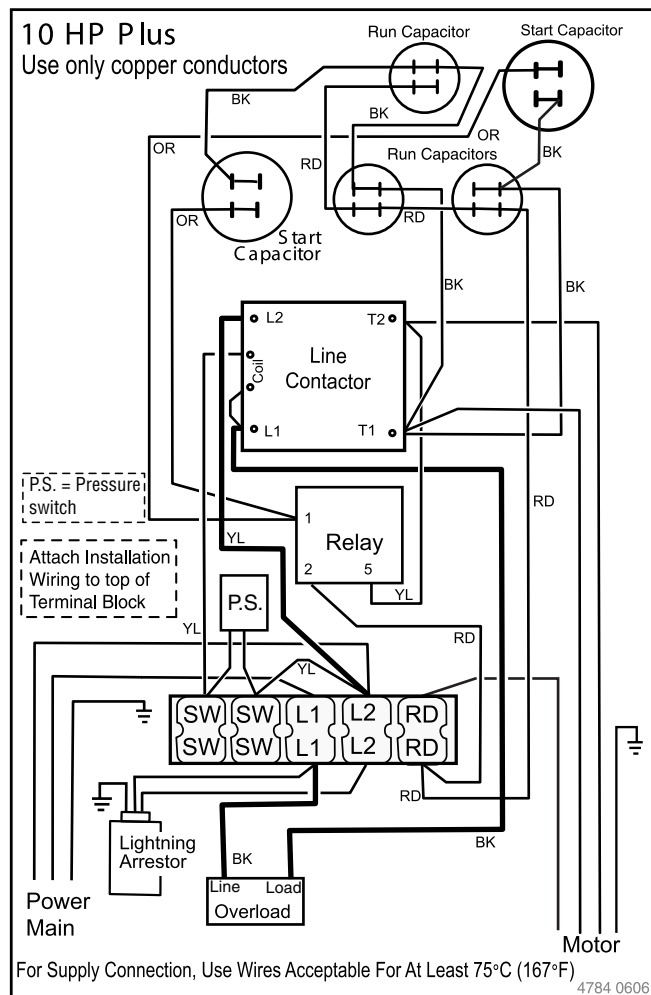 10 HP Plus
Use only copper conductors
Run Capacitor
Start Capacitor
BK
BK
OR
BK
OR
RD
Run Capacitors
OR
RD
Start
Capacitor
BK
BK
L2
T2
Coil
Line
Contactor
L1
T1
P.S. = Pressure
switch
RD
1
Relay
YL
2
5
Attach Installation
Wiring to top of
Terminal Block
P.S.
YL
YL
RD
YL
SW SW L1 L2 RD
SW SW L1 L2 RD
RD
Lightning
Arrestor
BK
BK
Line Load
Overload
Power
Main
Motor
For Supply Connection, Use Wires Acceptable For At Least 75°C (167°F)
4784 0606